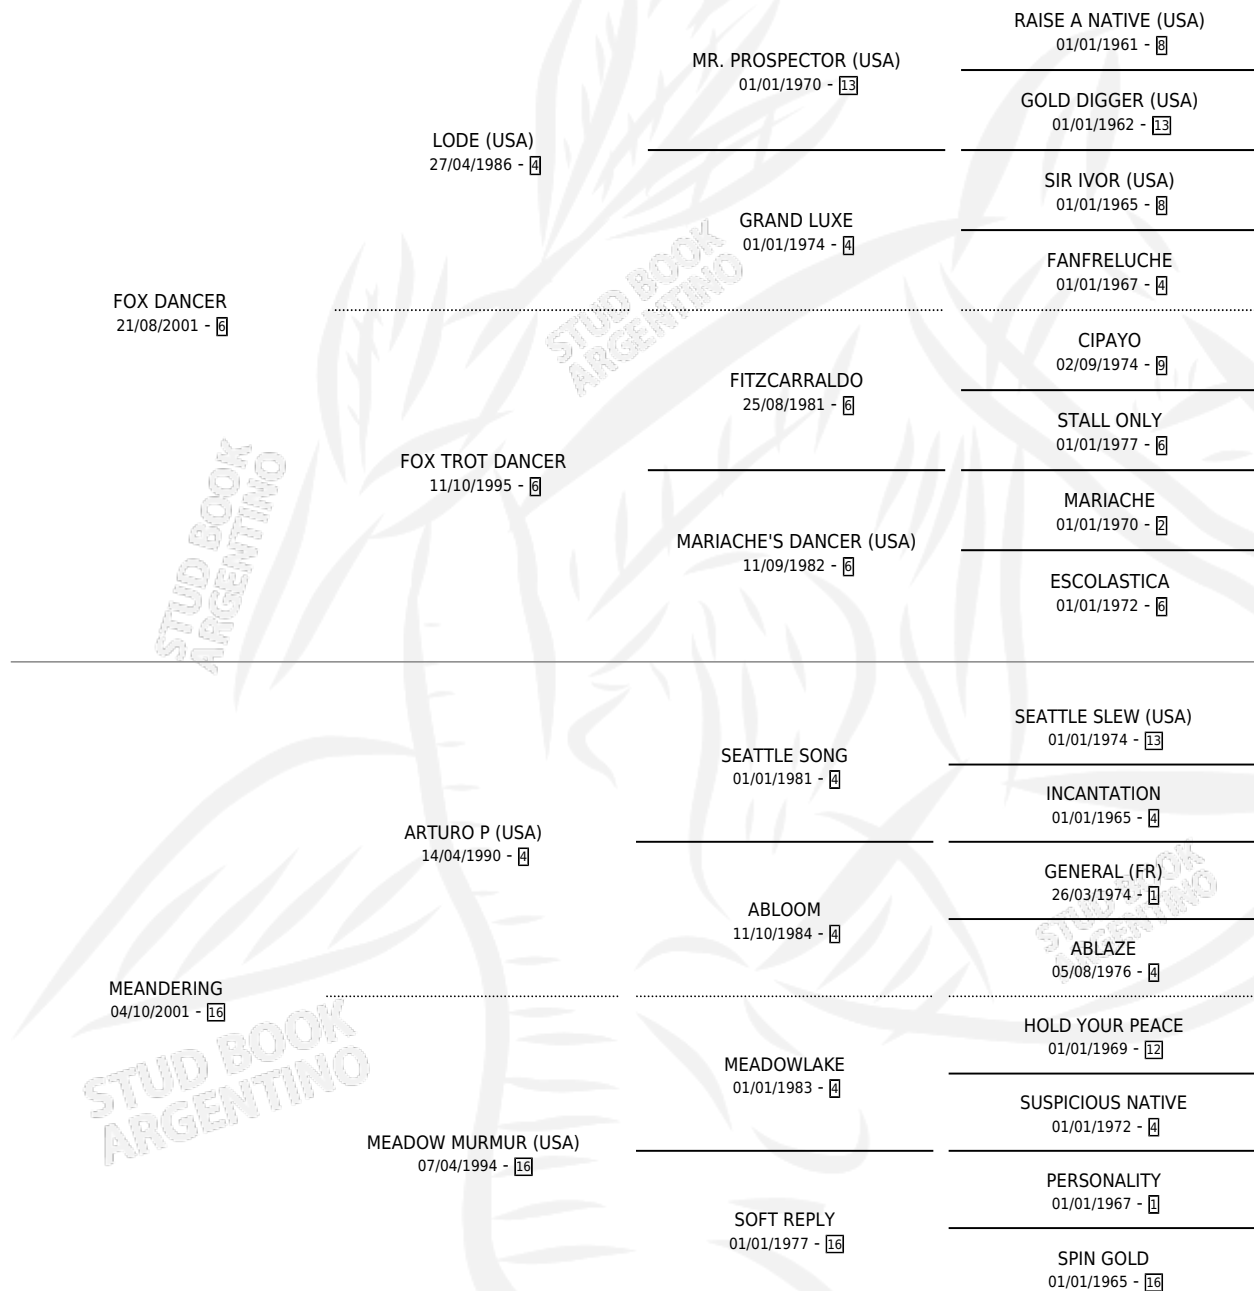 RAISE A NATIVE (USA)
01/01/1961 - 8
MR. PROSPECTOR (USA)
01/01/1970 - 13
GOLD DIGGER (USA)
01/01/1962 - 13
LODE (USA)
27/04/1986 - 4
SIR IVOR (USA)
01/01/1965 - 8
GRAND LUXE
01/01/1974 - 4
FANFRELUCHE
01/01/1967 - 4
FOX DANCER
21/08/2001 - 6
CIPAYO
02/09/1974 - 9
FITZCARRALDO
25/08/1981 - 6
STALL ONLY
01/01/1977 - 6
FOX TROT DANCER
11/10/1995 - 6
MARIACHE
01/01/1970 - 2
MARIACHE'S DANCER (USA)
11/09/1982 - 6
ESCOLASTICA
01/01/1972 - 6
STUD BOOK
ARGENTINO
STUD BOOK
ARGENTINO
SEATTLE SLEW (USA)
01/01/1974 - 13
SEATTLE SONG
01/01/1981 - 4
INCANTATION
01/01/1965 - 4
ARTURO P (USA)
14/04/1990 - 4
GENERAL (FR)
26/03/1974 - 1
ABLOOM
11/10/1984 - 4
ABLAZE
05/08/1976 - 4
STUD BOOK
ARGENTINO
MEANDERING
04/10/2001 - 16
HOLD YOUR PEACE
01/01/1969 - 12
MEADOWLAKE
01/01/1983 - 4
SUSPICIOUS NATIVE
01/01/1972 - 4
STUD BOOK
ARGENTINO
MEADOW MURMUR (USA)
07/04/1994 - 16
PERSONALITY
01/01/1967 - 1
SOFT REPLY
01/01/1977 - 16
SPIN GOLD
01/01/1965 - 16